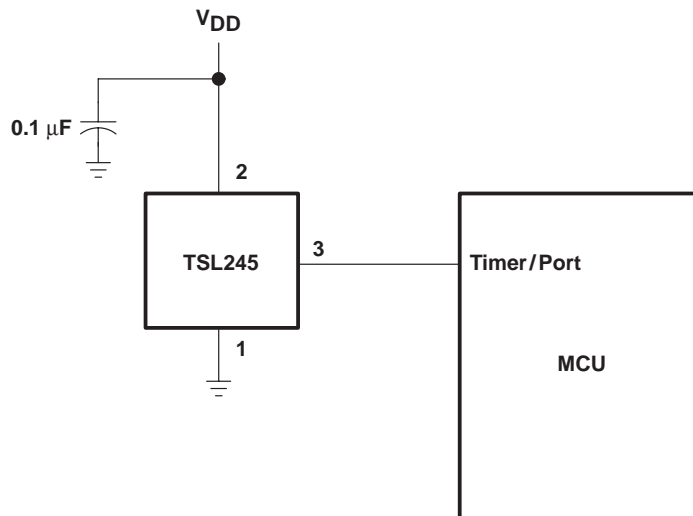 VDD
0.1 μF
2
TSL245
3
Timer/Port
1
MCU